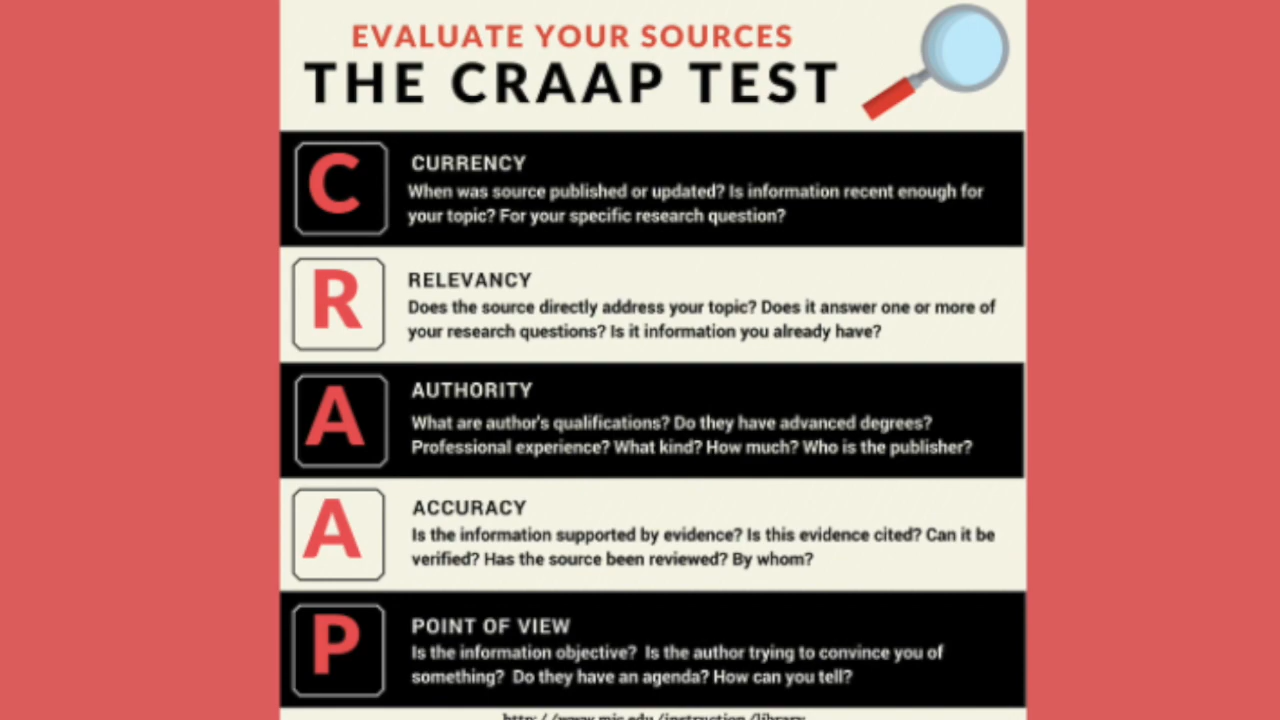 EVALUATE YOUR SOURCES
THE CRAAP TEST
C
CURRENCY
When was source published or updated? Is information recent enough for
your topic? For your specific research question?
R
RELEVANCY
Does the source directly address your topic? Does it answer one or more of
your research questions? Is it information you already have?
A
AUTHORITY
What are author's qualifications? Do they have advanced degrees?
Professional experience? What kind? How much? Who is the publisher?
A
ACCURACY
Is the information supported by evidence? Is this evidence cited? Can it be
verified? Has the source been reviewed? By whom?
P
POINT OF VIEW
Is the information objective? Is the author trying to convince you of
something? Do they have an agenda? How can you tell?